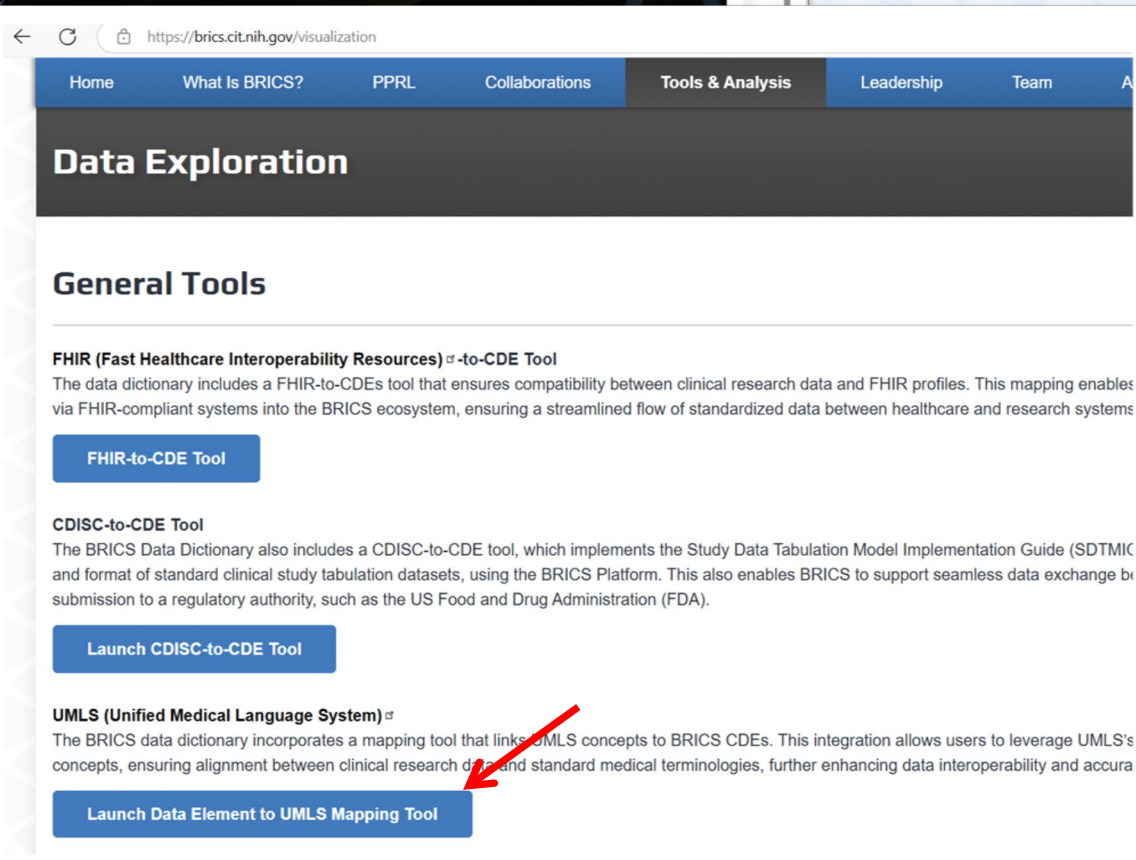 https://brics.cit.nih.gov/visualization
Home What Is BRICS? PPRL Collaborations Tools & Analysis Leadership Team A
Data Exploration
General Tools
FHIR (Fast Healthcare Interoperability Resources) -to-CDE Tool
The data dictionary includes a FHIR-to-CDEs tool that ensures compatibility between clinical research data and FHIR profiles. This mapping enables
via FHIR-compliant systems into the BRICS ecosystem, ensuring a streamlined flow of standardized data between healthcare and research systems
FHIR-to-CDE Tool
CDISC-to-CDE Tool
The BRICS Data Dictionary also includes a CDISC-to-CDE tool, which implements the Study Data Tabulation Model Implementation Guide (SDTMIG
and format of standard clinical study tabulation datasets, using the BRICS Platform. This also enables BRICS to support seamless data exchange be
submission to a regulatory authority, such as the US Food and Drug Administration (FDA).
Launch CDISC-to-CDE Tool
UMLS (Unified Medical Language System)
The BRICS data dictionary incorporates a mapping tool that links UMLS concepts to BRICS CDEs. This integration allows users to leverage UMLS's
concepts, ensuring alignment between clinical research data and standard medical terminologies, further enhancing data interoperability and accura
Launch Data Element to UMLS Mapping Tool